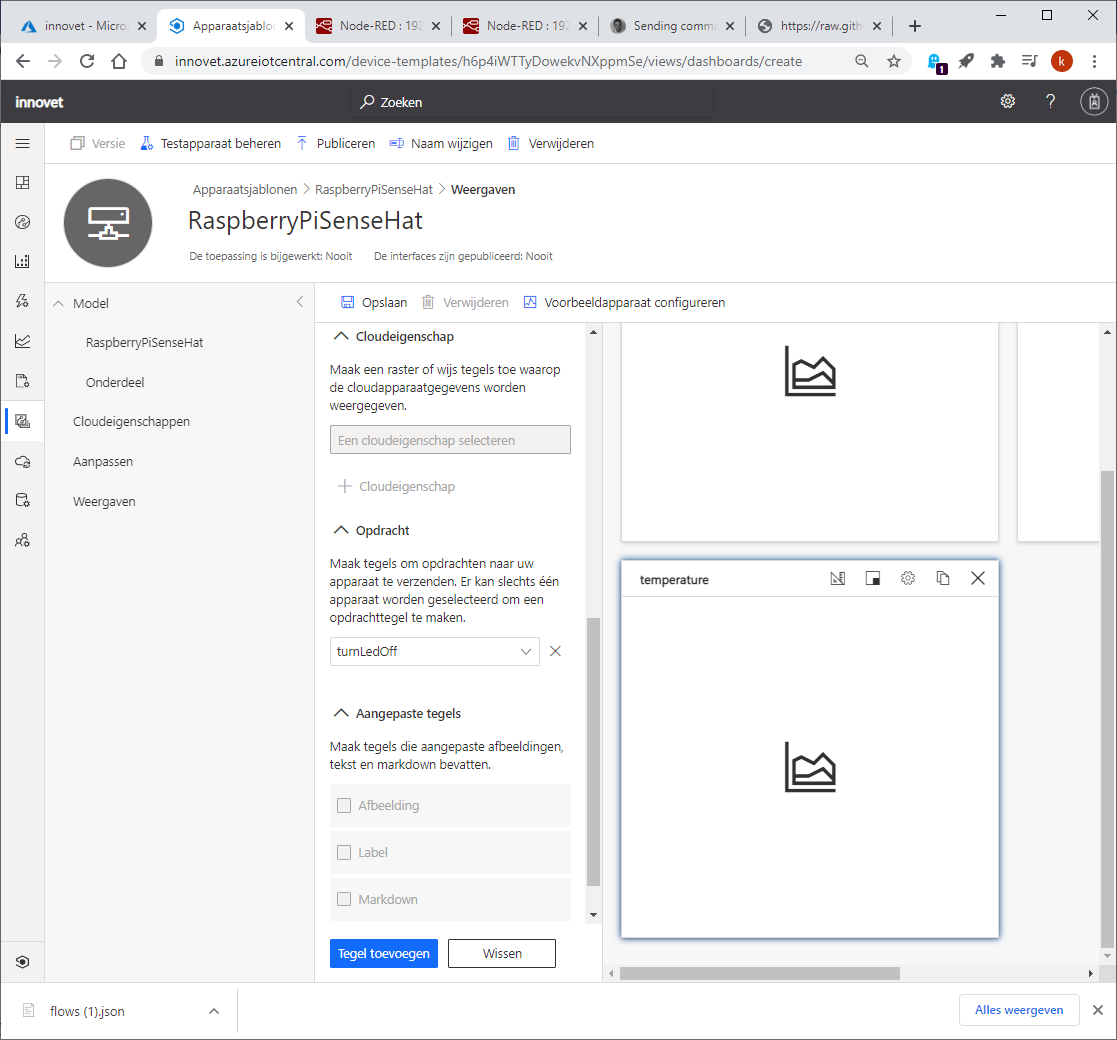 innovet - Micros
Apparaatsjabloc
Node-RED : 192
Node-RED : 192
Sending comma
https://raw.gith
innovet.azureiotcentral.com/device-templates/h6p4iWTTyDowekvNXppmSe/views/dashboards/create
1
k
innovet
Zoeken
?
Versie
Testapparaat beheren
Publiceren
Naam wijzigen
Verwijderen
Apparaatsjablonen > RaspberryPiSenseHat > Weergaven
RaspberryPiSenseHat
De toepassing is bijgewerkt: Nooit
De interfaces zijn gepubliceerd: Nooit
Model
RaspberryPiSenseHat
Onderdeel
Cloudeigenschappen
Aanpassen
Weergaven
Opslaan
Verwijderen
Voorbeeldapparaat configureren
Cloudeigenschap
Maak een raster of wijs tegels toe waarop
de cloudapparaatgegevens worden
weergegeven.
Een cloudeigenschap selecteren
Cloudeigenschap
Opdracht
Maak tegels om opdrachten naar uw
apparaat te verzenden. Er kan slechts één
apparaat worden geselecteerd om een
opdrachttegel te maken.
turnLedOff
Aangepaste tegels
Maak tegels die aangepaste afbeeldingen,
tekst en markdown bevatten.
Afbeelding
Label
Markdown
Tegel toevoegen
Wissen
temperature
flows (1).json
Alles weergeven